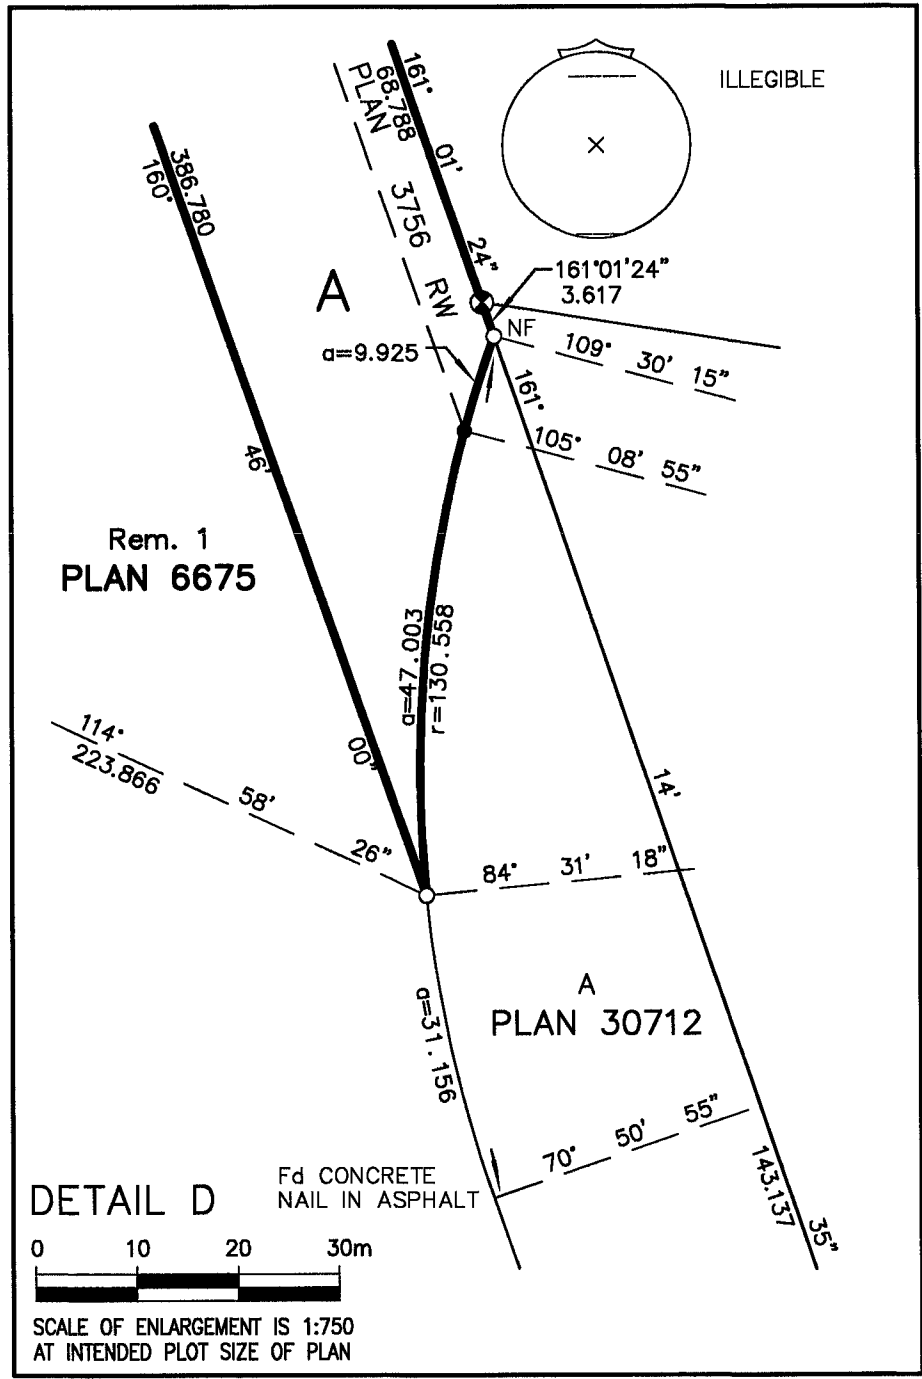 ILLEGIBLE
161° 01' 24"
68.788
PLAN 3756 RW
386.780
160° 46' 00"
A
161°01'24"
3.617
NF
a=9.925
109° 30' 15"
105° 08' 55"
161° 14' 35"
143.137
Rem. 1
PLAN 6675
a=47.003
r=130.558
114° 58' 26"
223.866
84° 31' 18"
A
PLAN 30712
a=31.156
70° 50' 55"
Fd CONCRETE
NAIL IN ASPHALT
DETAIL D
0 10 20 30m
SCALE OF ENLARGEMENT IS 1:750
AT INTENDED PLOT SIZE OF PLAN